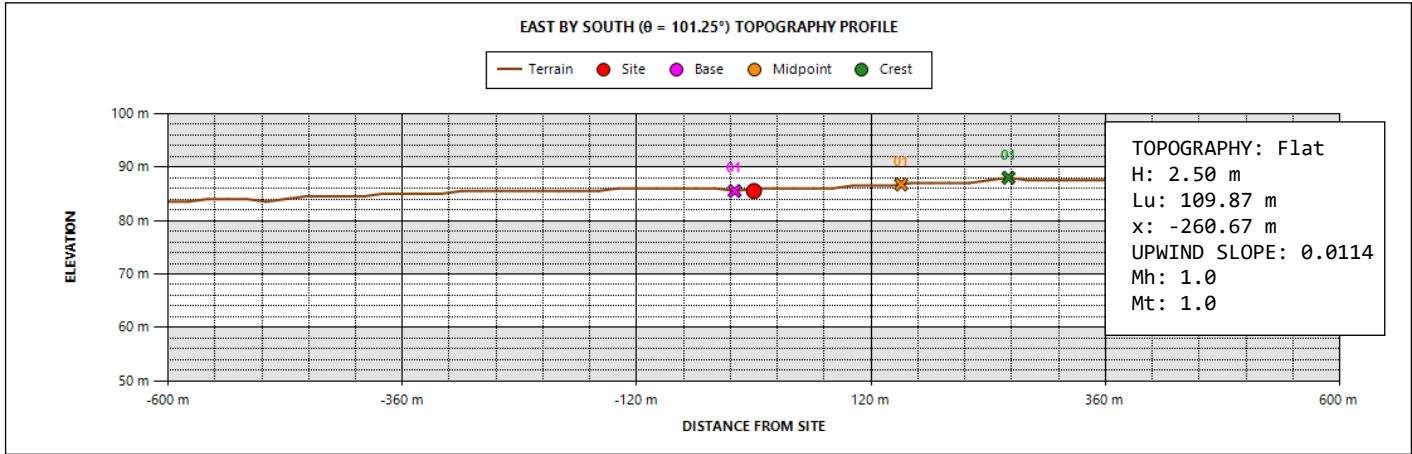 EAST BY SOUTH (θ = 101.25°) TOPOGRAPHY PROFILE
Terrain Site Base Midpoint Crest
100 m
90 m
80 m
70 m
60 m
50 m
ELEVATION
01
01
01
TOPOGRAPHY: Flat
H: 2.50 m
Lu: 109.87 m
x: -260.67 m
UPWIND SLOPE: 0.0114
Mh: 1.0
Mt: 1.0
-600 m -360 m -120 m 120 m 360 m 600 m
DISTANCE FROM SITE